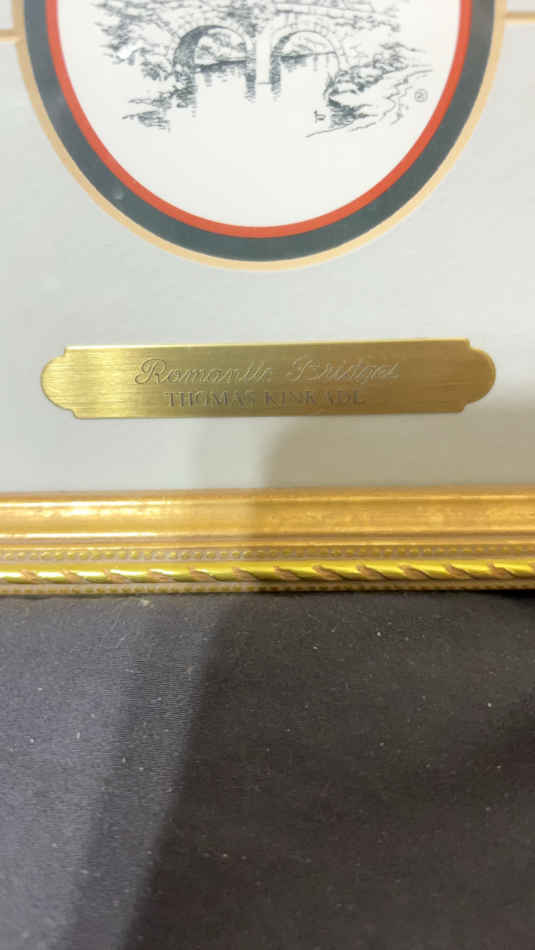 ®
Romantic Bridges
THOMAS KINKADE